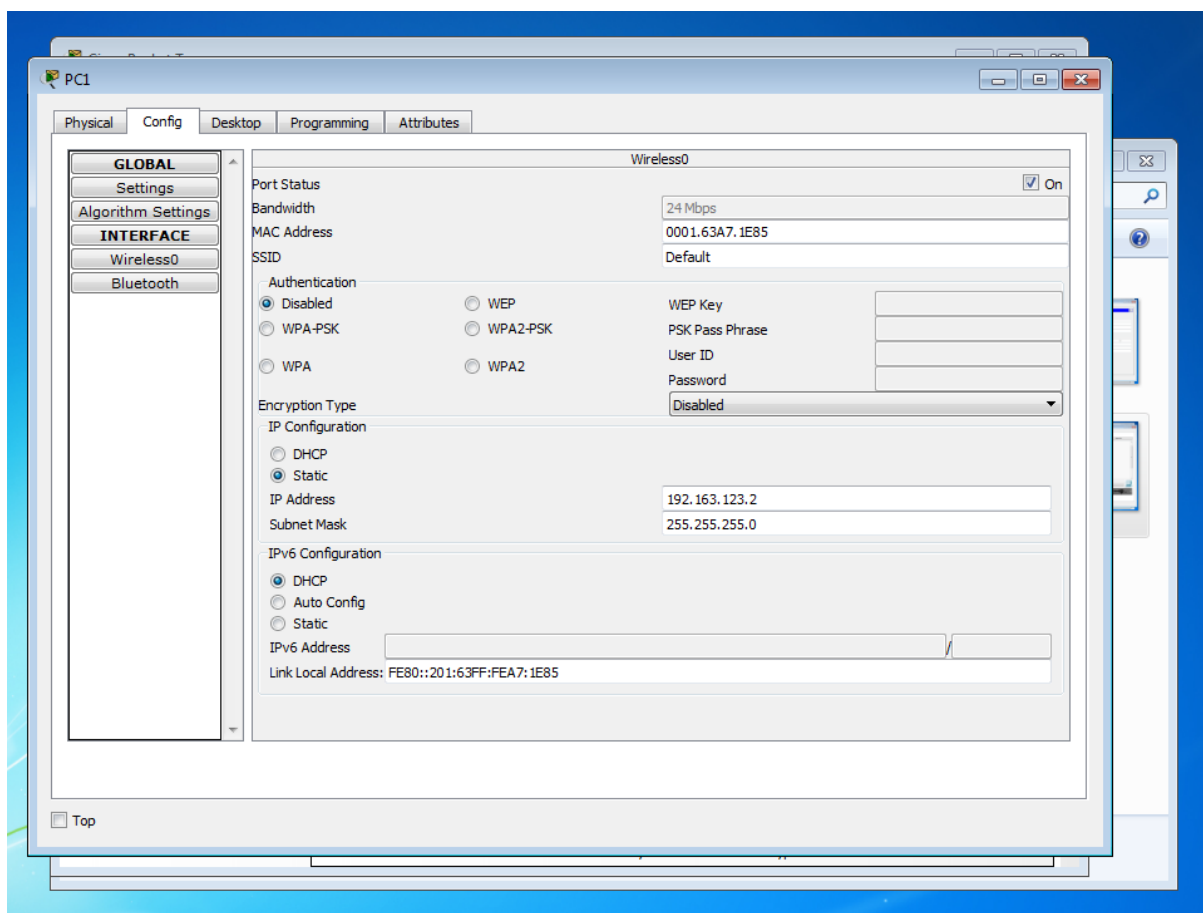 PC1
Physical Config Desktop Programming Attributes
GLOBAL
Settings
Algorithm Settings
INTERFACE
Wireless0
Bluetooth
Wireless0
Port Status On
Bandwidth 24 Mbps
MAC Address 0001.63A7.1E85
SSID Default
Authentication
Disabled WEP WEP Key
WPA-PSK WPA2-PSK PSK Pass Phrase
User ID
WPA WPA2
Password
Encryption Type Disabled
IP Configuration
DHCP
Static
IP Address 192.163.123.2
Subnet Mask 255.255.255.0
IPv6 Configuration
DHCP
Auto Config
Static
IPv6 Address /
Link Local Address: FE80::201:63FF:FEA7:1E85
Top